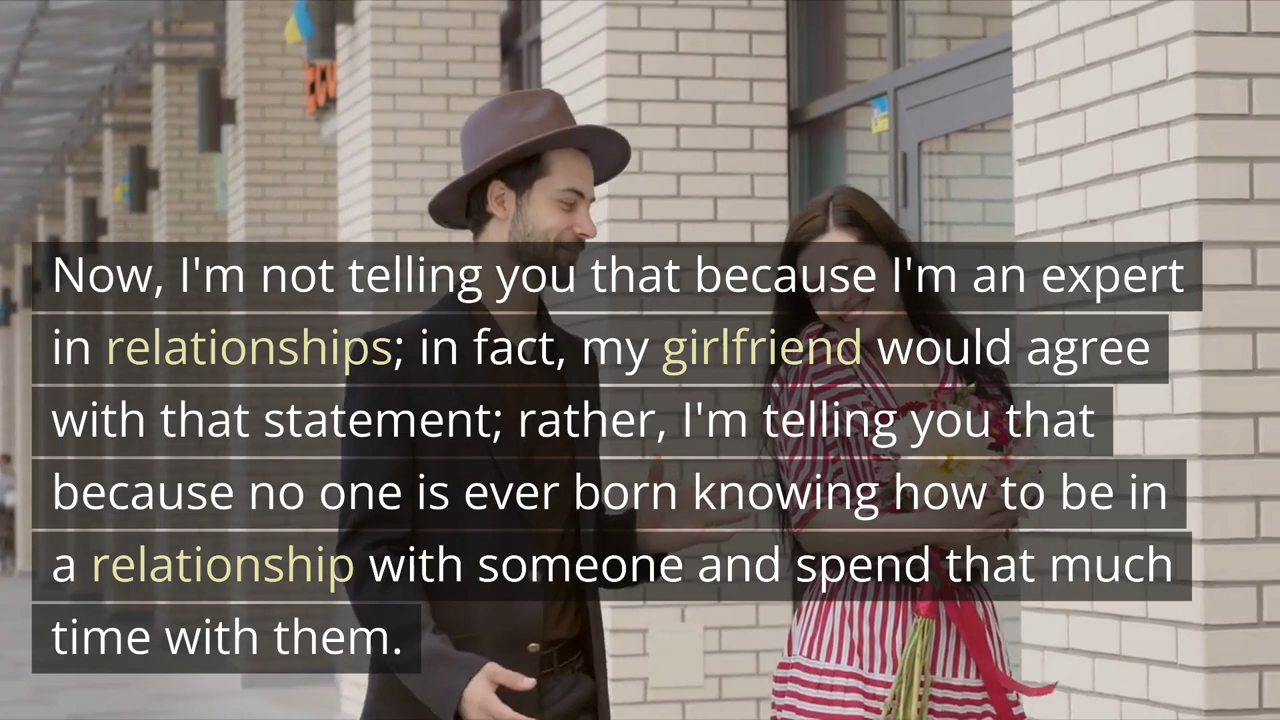 Now, I'm not telling you that because I'm an expert
in relationships; in fact, my girlfriend would agree
with that statement; rather, I'm telling you that
because no one is ever born knowing how to be in
a relationship with someone and spend that much
time with them.